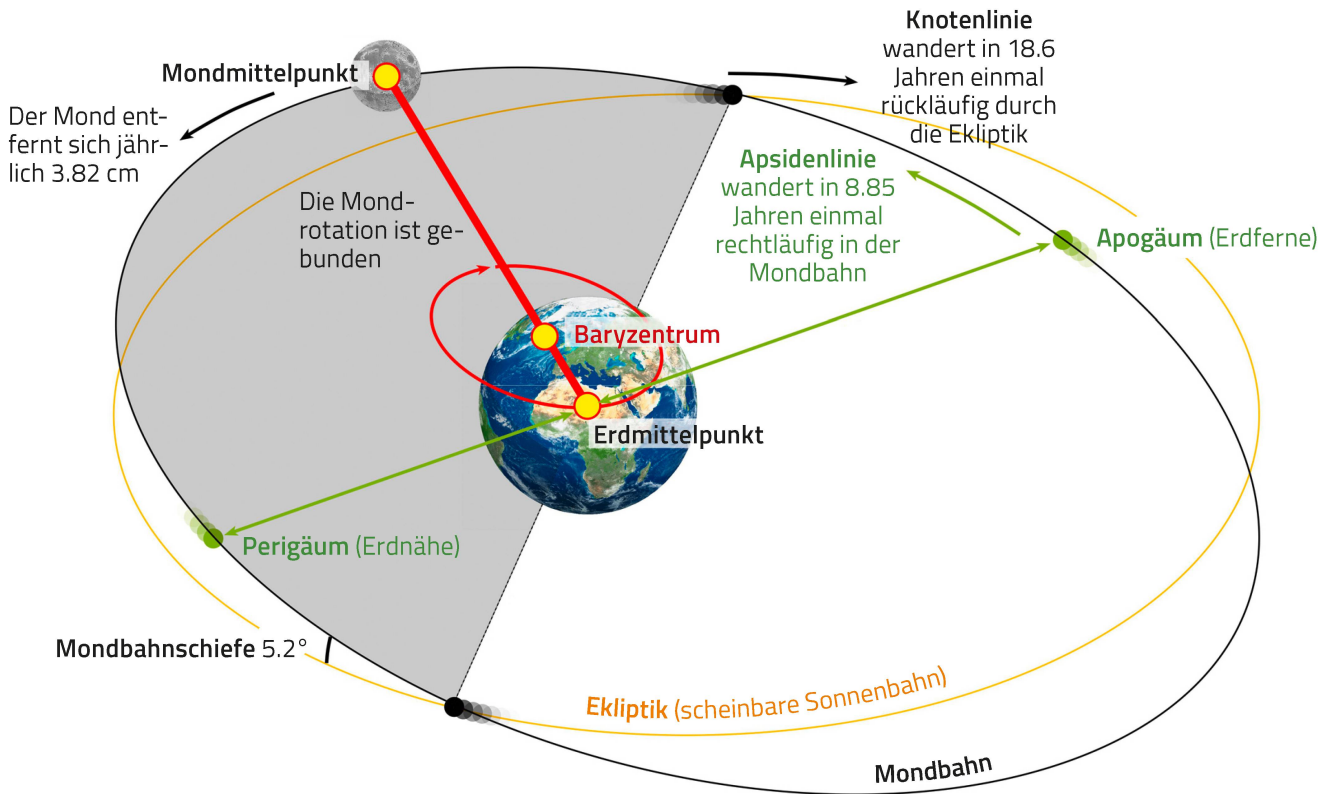 Knotenlinie
wandert in 18.6
Jahren einmal
rückläufig durch
die Ekliptik
Mondmittelpunkt
Der Mond ent-
fernt sich jähr-
lich 3.82 cm
Apsidenlinie
wandert in 8.85
Jahren einmal
rechtläufig in der
Mondbahn
Die Mond-
rotation ist ge-
bunden
Apogäum (Erdferne)
Baryzentrum
Erdmittelpunkt
Perigäum (Erdnähe)
Mondbahnschiefe 5.2°
Ekliptik (scheinbare Sonnenbahn)
Mondbahn